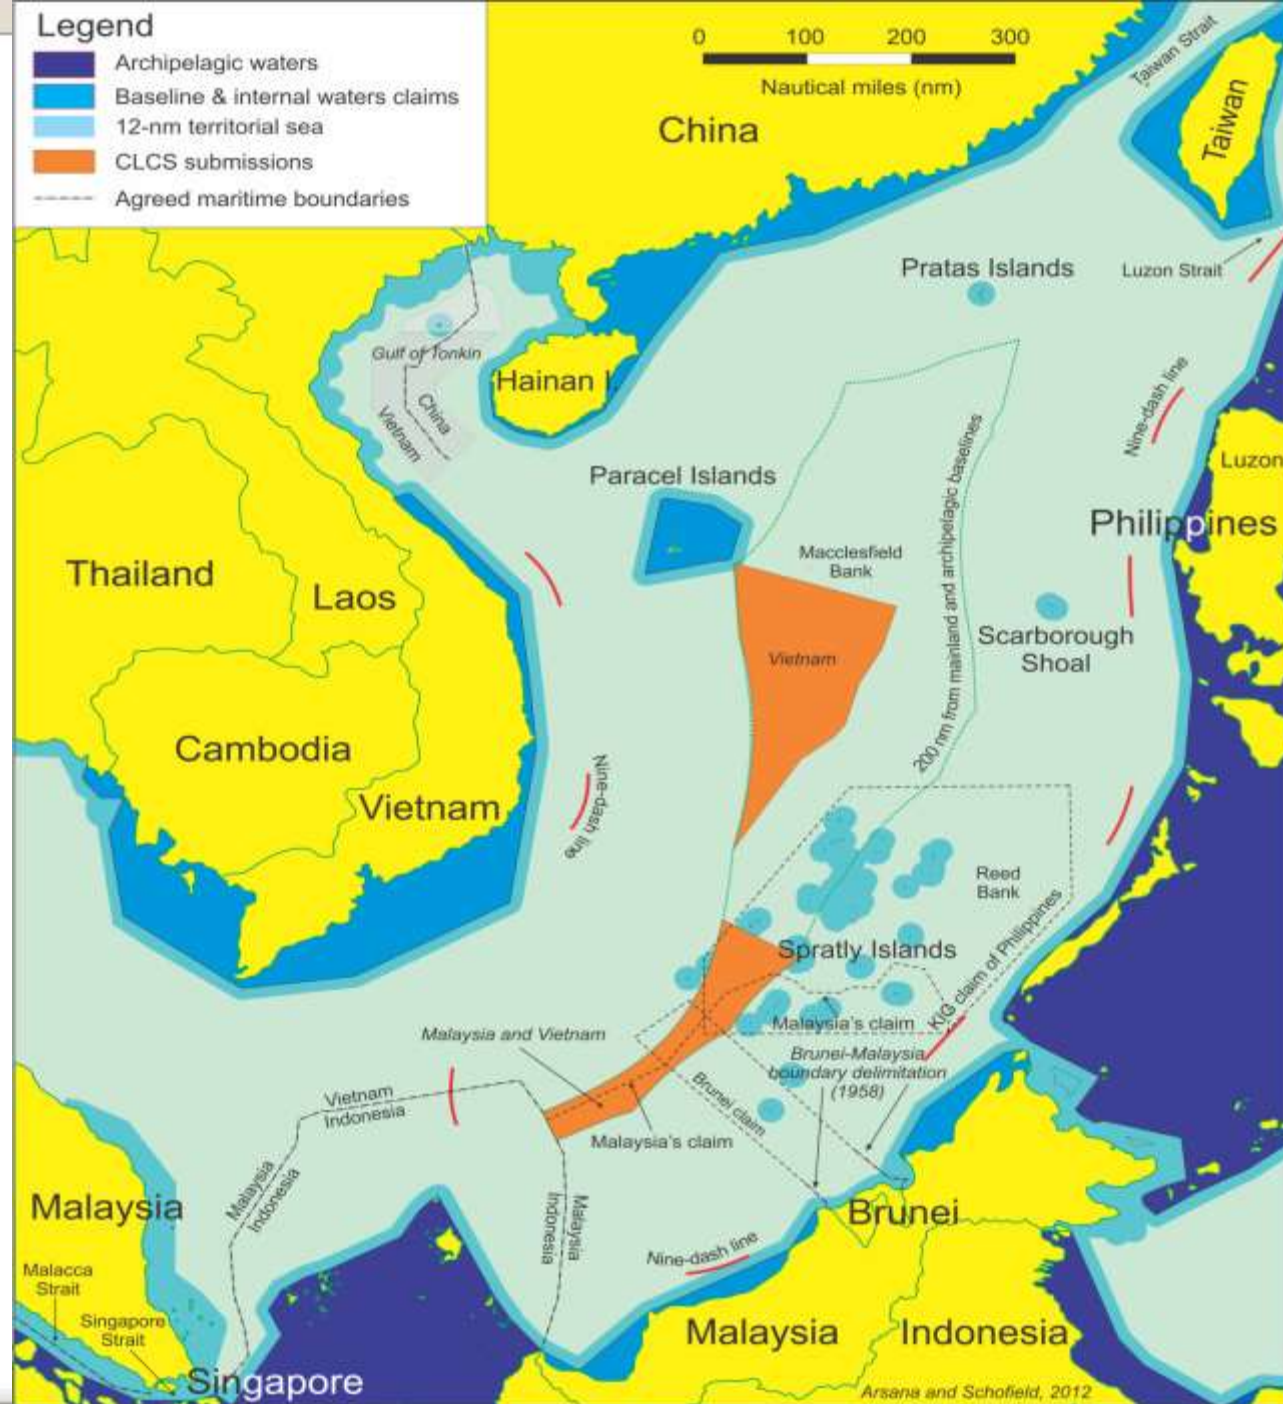 Legend
Archipelagic waters
Baseline & internal waters claims
12-nm territorial sea
CLCS submissions
Agreed maritime boundaries
0 100 200 300
Nautical miles (nm)
Taiwan Strait
China
Taiwan
Pratas Islands
Luzon Strait
Gulf of Tonkin
Hainan I.
China
Vietnam
Nine-dash line
Luzon
Paracel Islands
200 nm from mainland and archipelagic baselines
Philippines
Macclesfield
Bank
Thailand
Laos
Scarborough
Shoal
Vietnam
Cambodia
Nine-dash line
Vietnam
Reed
Bank
Spratly Islands
KIG claim of Philippines
Malaysia's claim
Malaysia and Vietnam
Brunei-Malaysia
boundary delimitation
(1958)
Brunei claim
Vietnam
Indonesia
Malaysia's claim
Malaysia
Indonesia
Malaysia
Brunei
Indonesia
Malaysia
Nine-dash line
Malacca
Strait
Singapore
Strait
Malaysia
Indonesia
Singapore
Arsana and Schofield, 2012